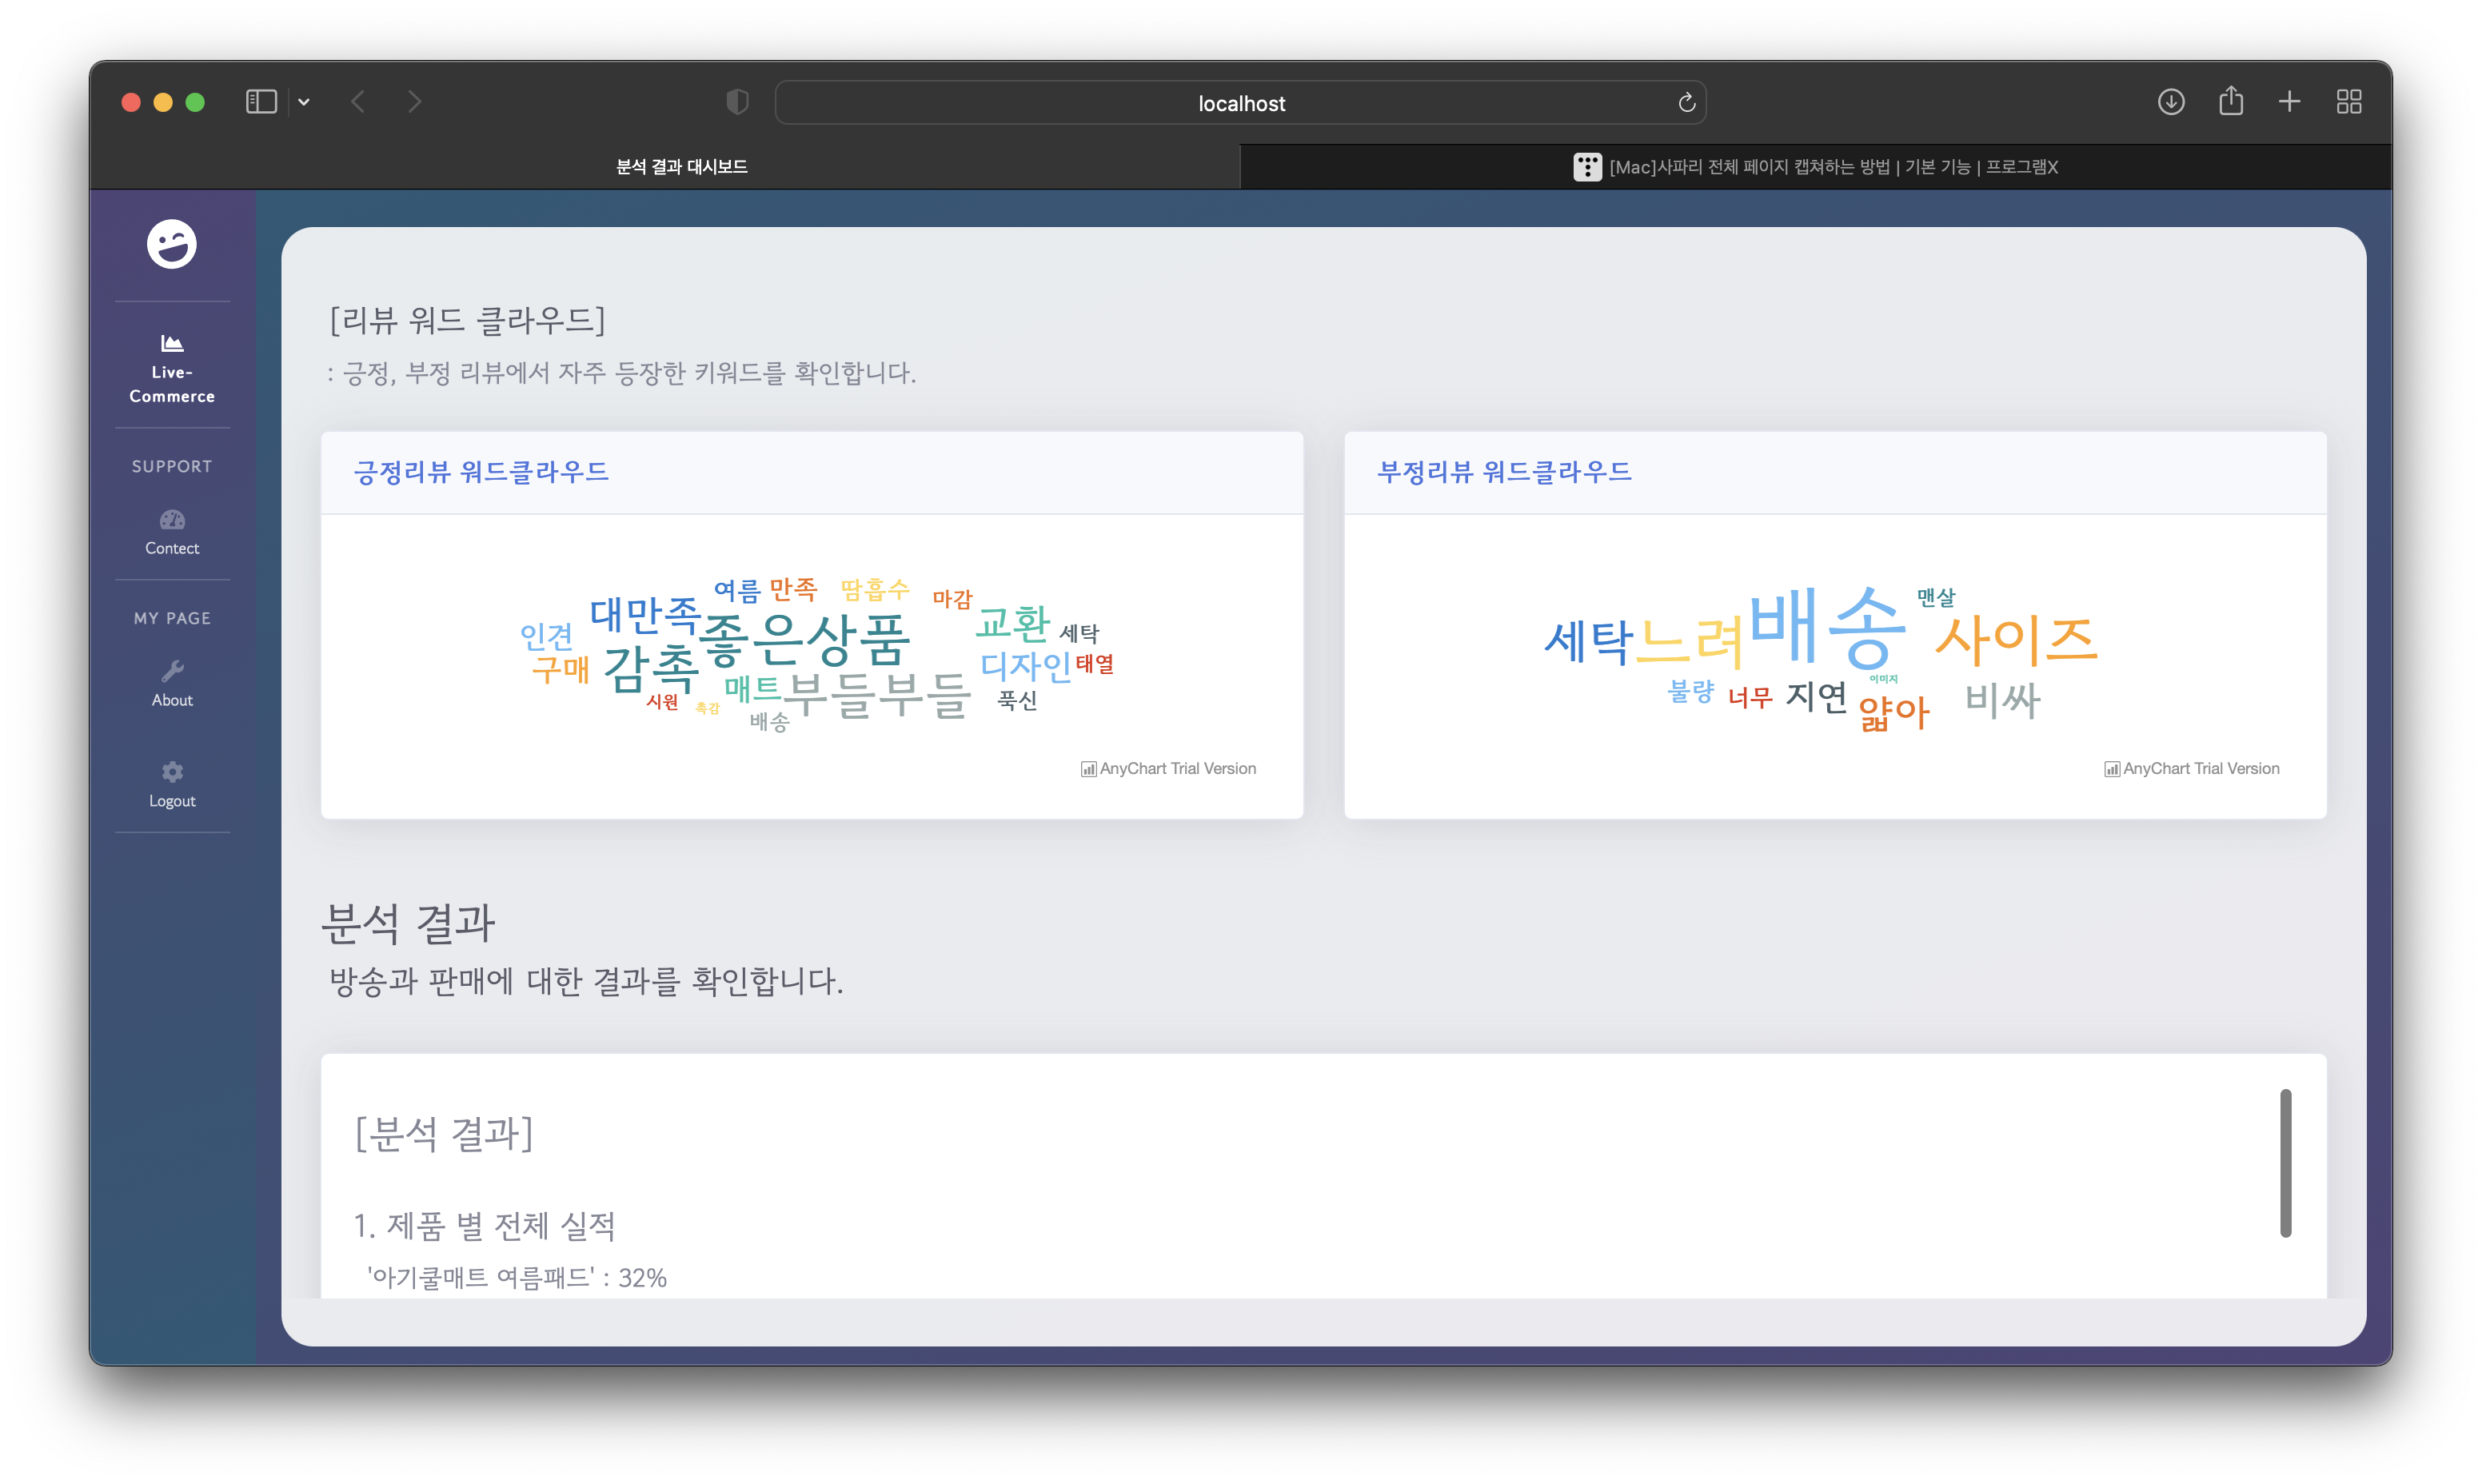 localhost
분석 결과 대시보드
[Mac]사파리 전체 페이지 캡쳐하는 방법 | 기본 기능 | 프로그램X
Live-
Commerce
SUPPORT
Contect
MY PAGE
About
Logout
[리뷰 워드 클라우드]
: 긍정, 부정 리뷰에서 자주 등장한 키워드를 확인합니다.
긍정리뷰 워드클라우드
여름 만족 땀흡수 마감
대만족 좋은상품 교환 세탁
인견 구매 감촉 디자인 태열
시원 촉감 매트 부들부들 푹신
배송
AnyChart Trial Version
부정리뷰 워드클라우드
세탁 느려 배송 맨살 사이즈
불량 너무 지연 이미지 얇아 비싸
AnyChart Trial Version
분석 결과
방송과 판매에 대한 결과를 확인합니다.
[분석 결과]
1. 제품 별 전체 실적
'아기쿨매트 여름패드' : 32%